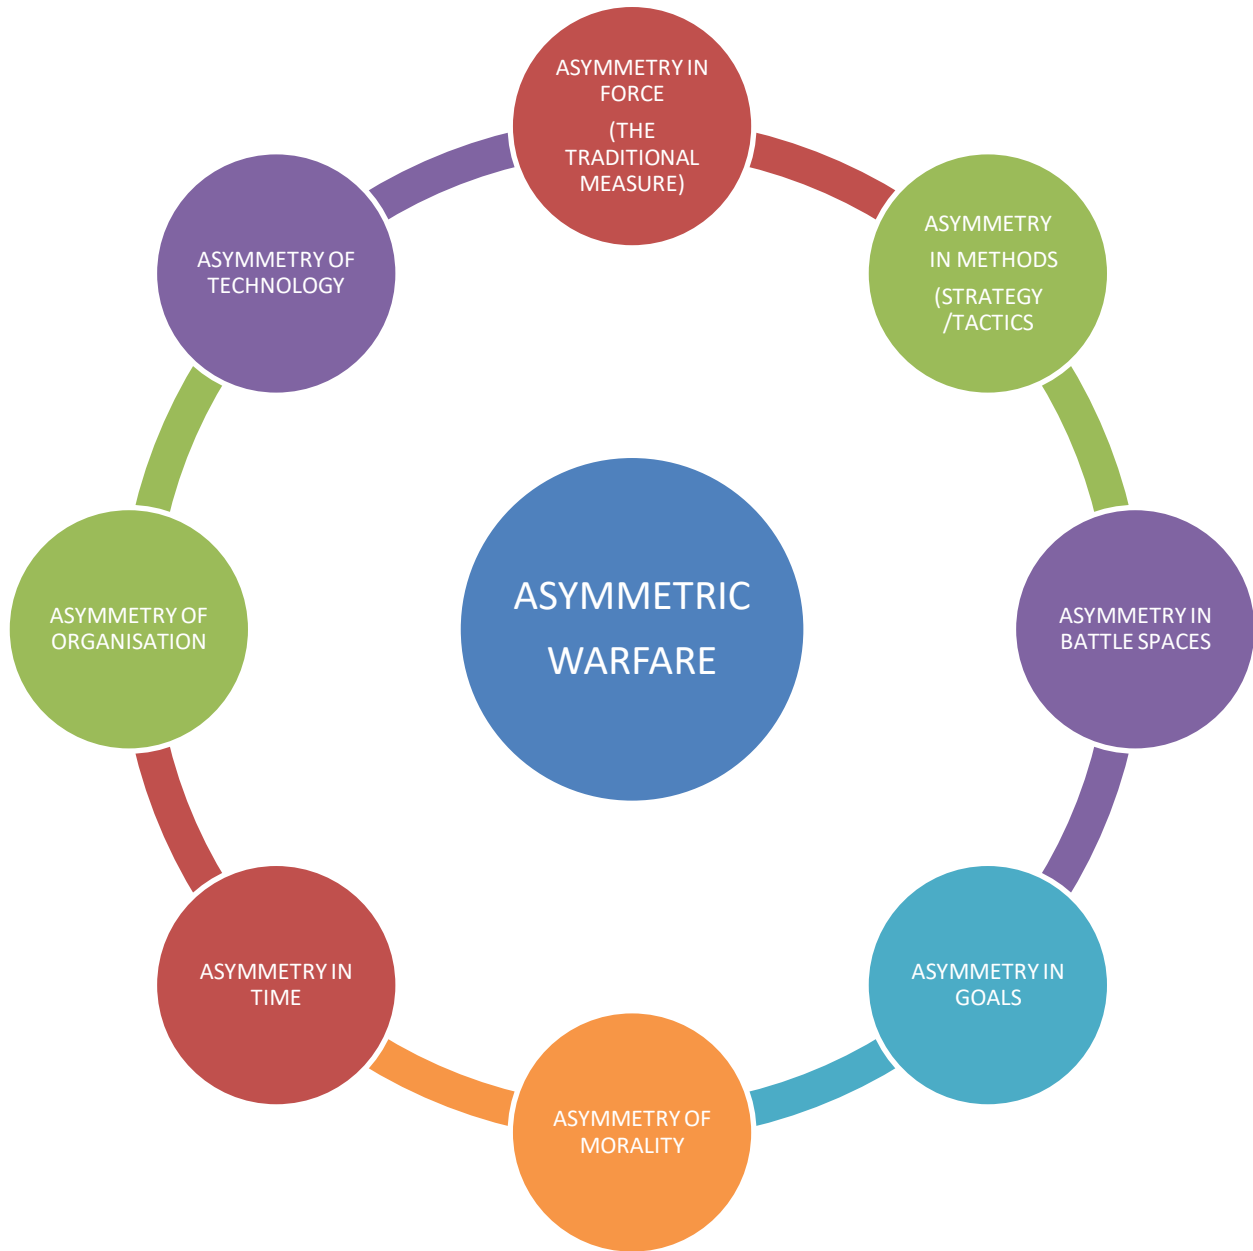 ASYMMETRY IN
FORCE
(THE
TRADITIONAL
MEASURE)
ASYMMETRY
IN METHODS
(STRATEGY
/TACTICS
ASYMMETRY IN
BATTLE SPACES
ASYMMETRY IN
GOALS
ASYMMETRY OF
MORALITY
ASYMMETRY IN
TIME
ASYMMETRY OF
ORGANISATION
ASYMMETRY OF
TECHNOLOGY
ASYMMETRIC
WARFARE